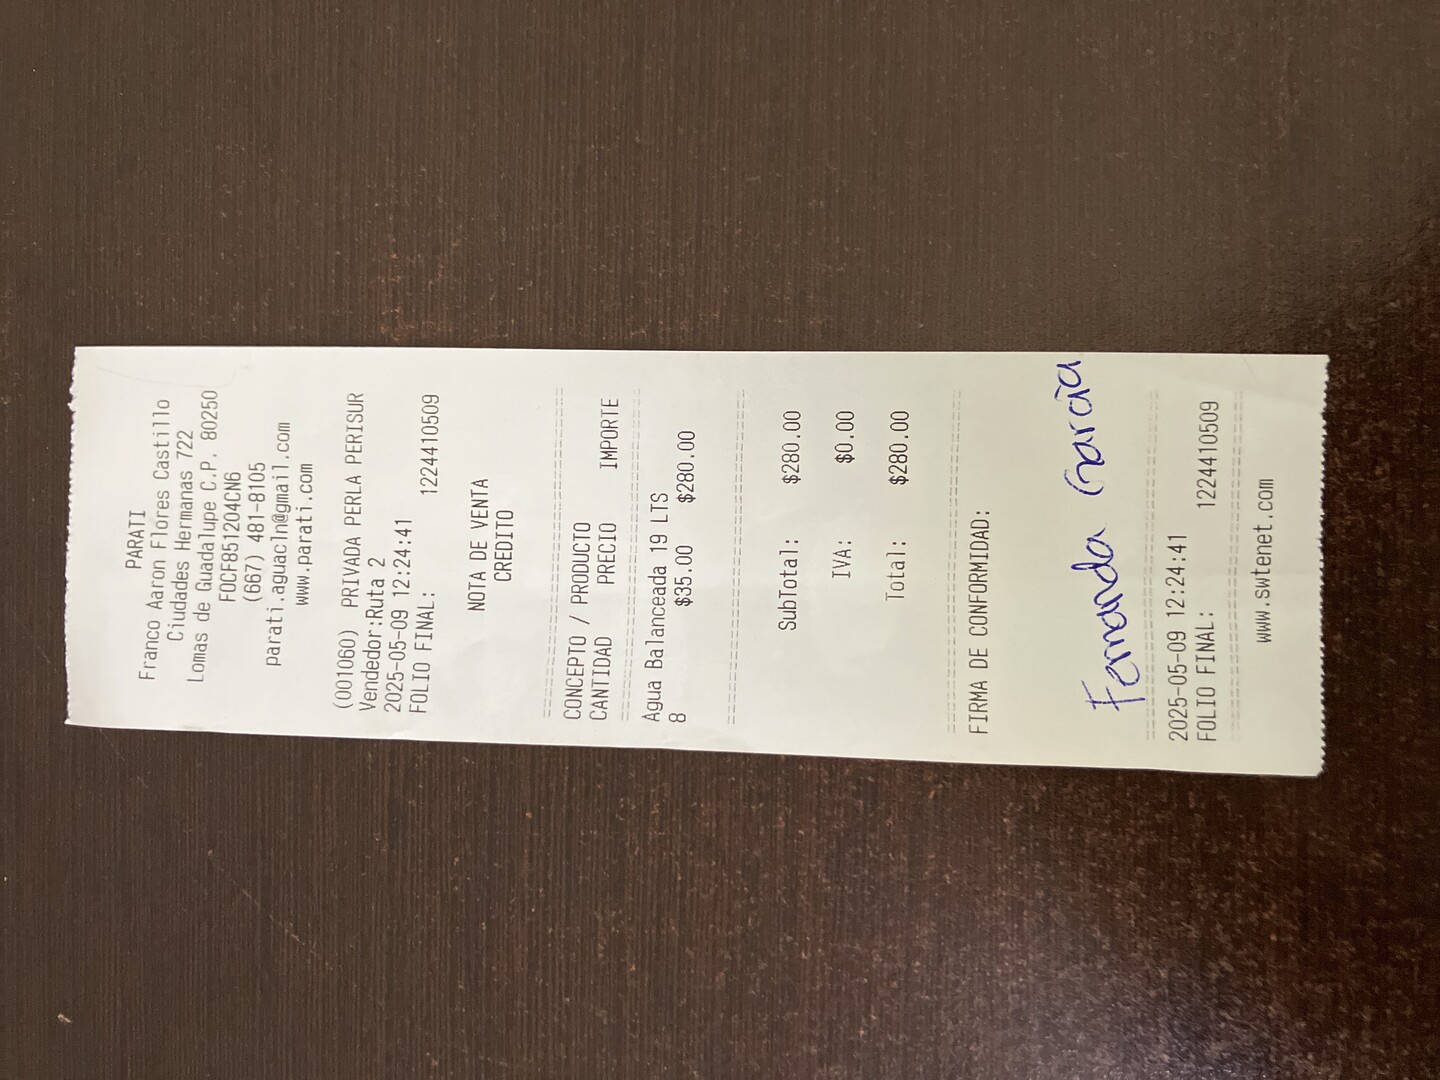 PARATI
Franco Aaron Flores Castillo
Ciudades Hermanas 722
Lomas de Guadalupe C.P. 80250
FOCF851204CN6
(667) 481-8105
parati.aguacln@gmail.com
www.parati.com
(001060) PRIVADA PERLA PERISUR
Vendedor:Ruta 2
2025-05-09 12:24:41
FOLIO FINAL: 1224410509
NOTA DE VENTA
CREDITO
CONCEPTO / PRODUCTO
CANTIDAD PRECIO IMPORTE
Agua Balanceada 19 LTS
8 $35.00 $280.00
SubTotal: $280.00
IVA: $0.00
Total: $280.00
FIRMA DE CONFORMIDAD:
Fernanda García
2025-05-09 12:24:41
FOLIO FINAL: 1224410509
www.swtenet.com